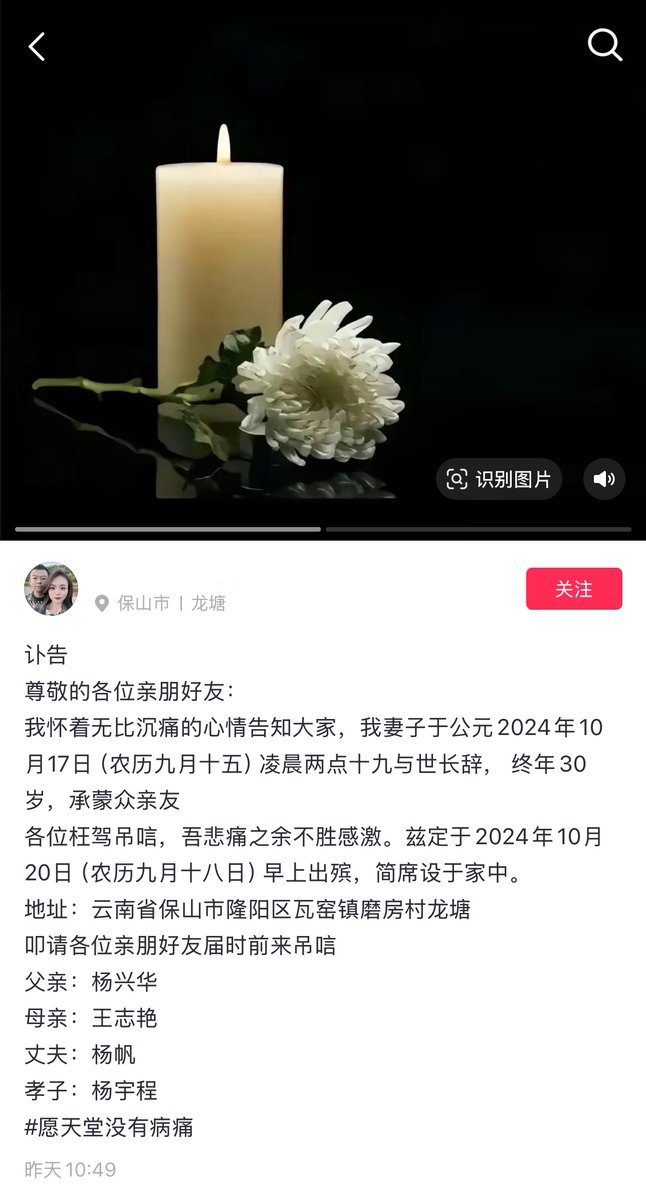 识别图片
保山市 | 龙塘
关注
讣告
尊敬的各位亲朋好友：
我怀着无比沉痛的心情告知大家，我妻子于公元2024年10
月17日（农历九月十五）凌晨两点十九与世长辞， 终年30
岁，承蒙众亲友
各位枉驾吊唁，吾悲痛之余不胜感激。兹定于2024年10月
20日（农历九月十八日）早上出殡，简席设于家中。
地址：云南省保山市隆阳区瓦窑镇磨房村龙塘
叩请各位亲朋好友届时前来吊唁
父亲：杨兴华
母亲：王志艳
丈夫：杨帆
孝子：杨宇程
#愿天堂没有病痛
昨天10:49